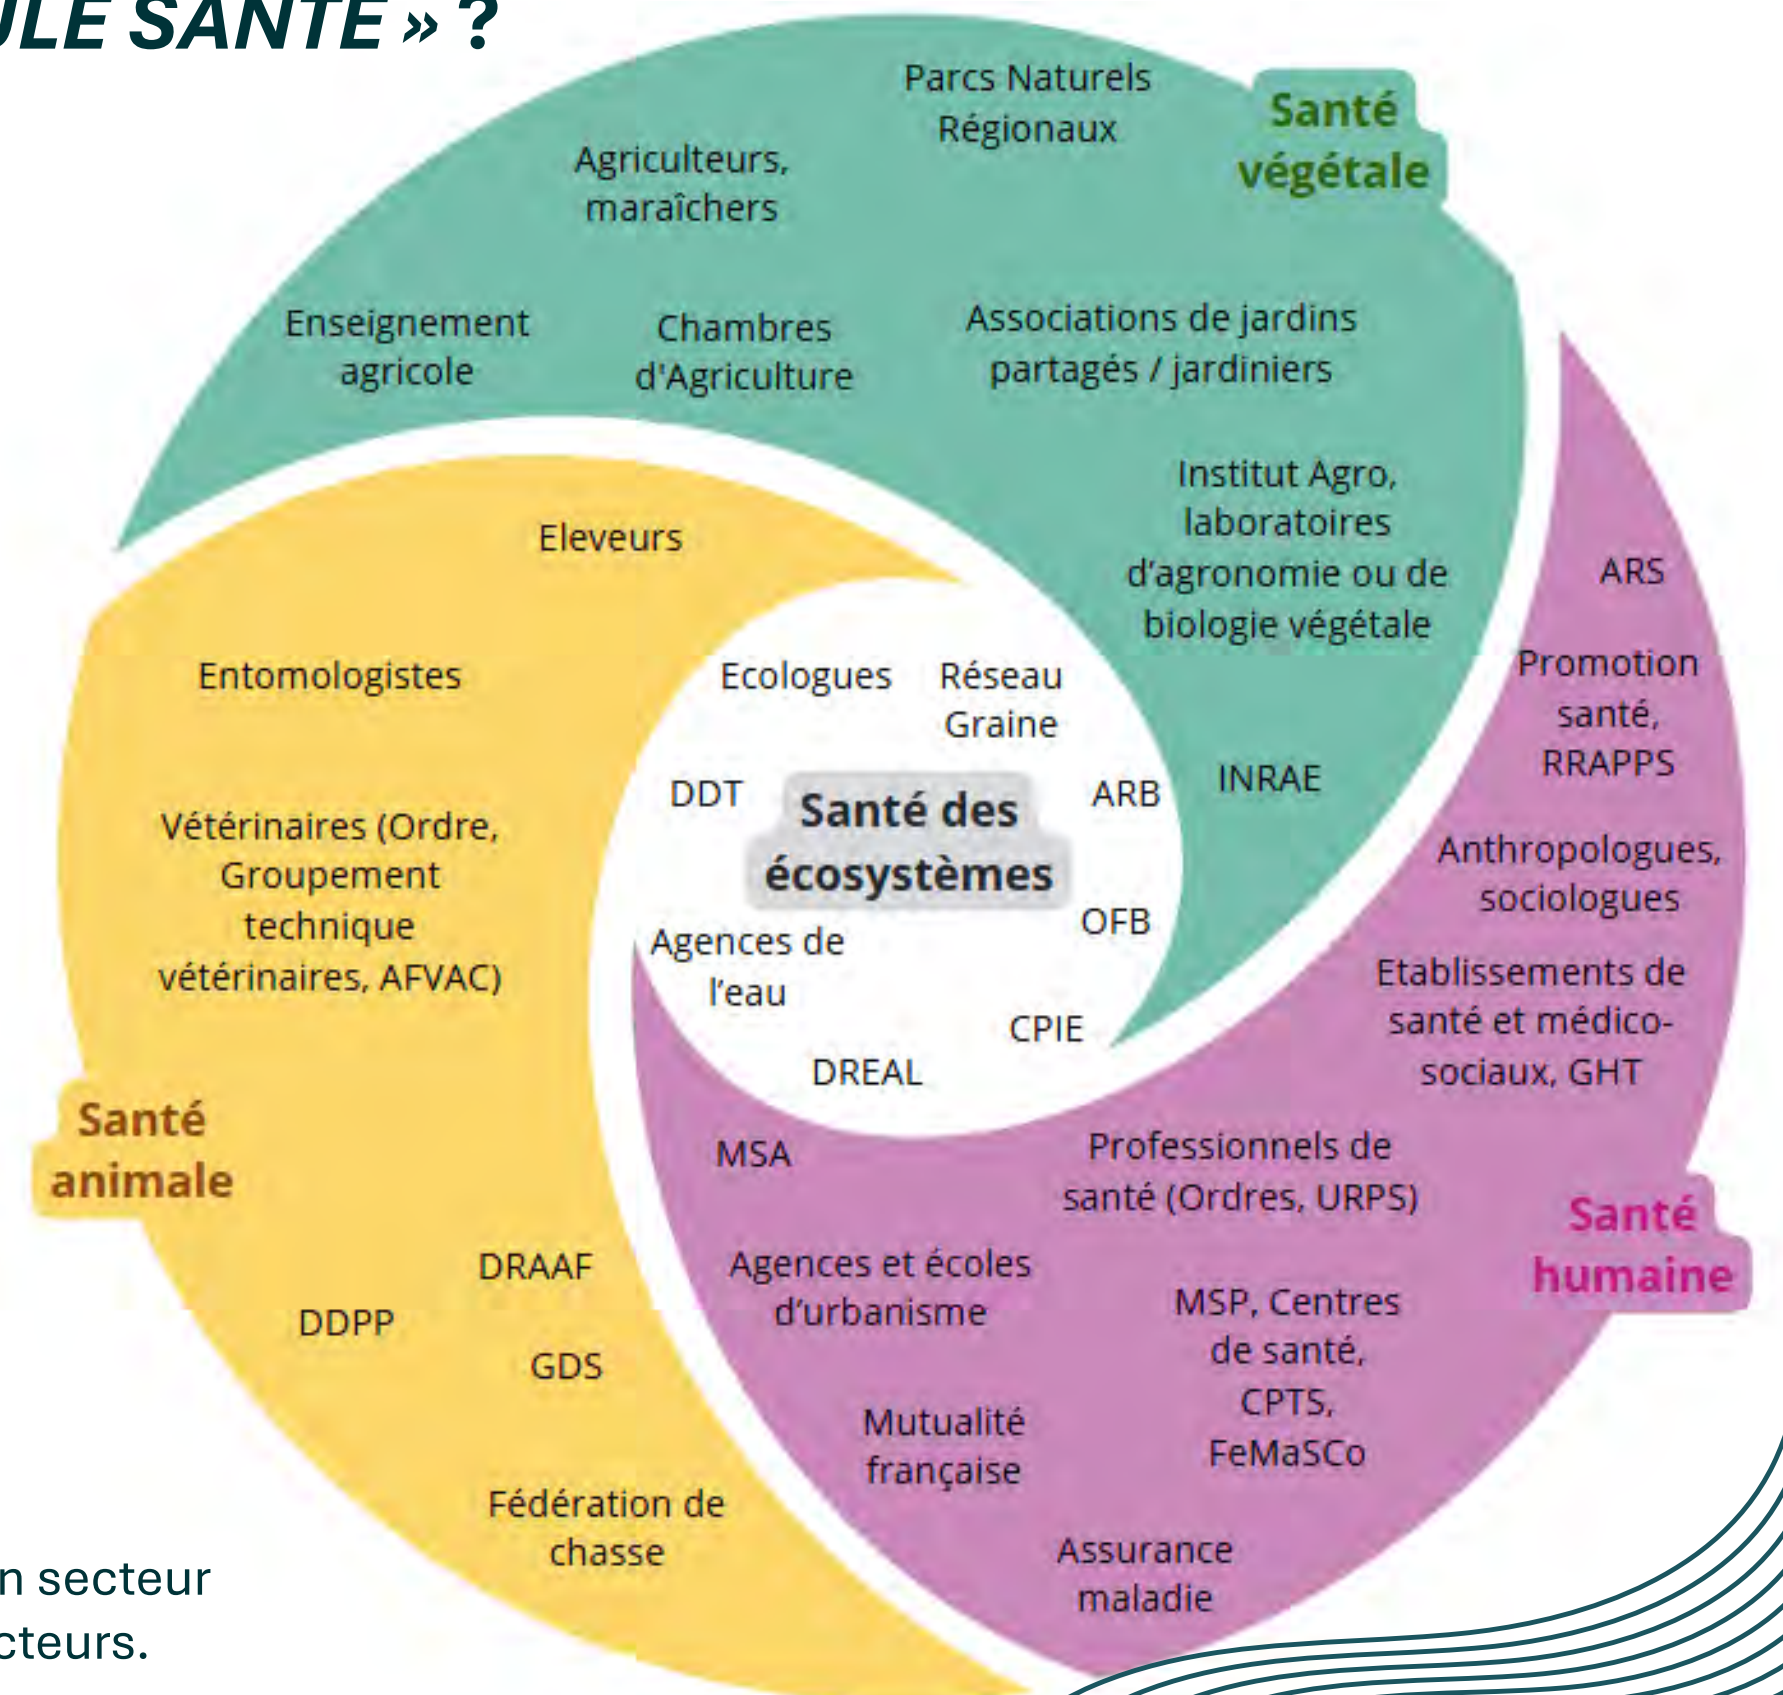 SANTÉ » ?
Parcs Naturels
Régionaux
Santé
végétale
Agriculteurs,
maraîchers
Enseignement
agricole
Chambres
d'Agriculture
Associations de jardins
partagés / jardiniers
Institut Agro,
laboratoires
d’agronomie ou de
biologie végétale
INRAE
Eleveurs
Entomologistes
Vétérinaires (Ordre,
Groupement
technique
vétérinaires, AFVAC)
Santé
animale
DRAAF
DDPP
GDS
Fédération de
chasse
Ecologues
Réseau
Graine
DDT
ARB
Santé des
écosystèmes
OFB
Agences de
l’eau
CPIE
DREAL
ARS
Promotion
santé,
RRAPPS
Anthropologues,
sociologues
Etablissements de
santé et médico-
sociaux, GHT
MSA
Professionnels de
santé (Ordres, URPS)
Santé
humaine
Agences et écoles
d’urbanisme
MSP, Centres
de santé,
CPTS,
FeMaSCo
Mutualité
française
Assurance
maladie
secteur